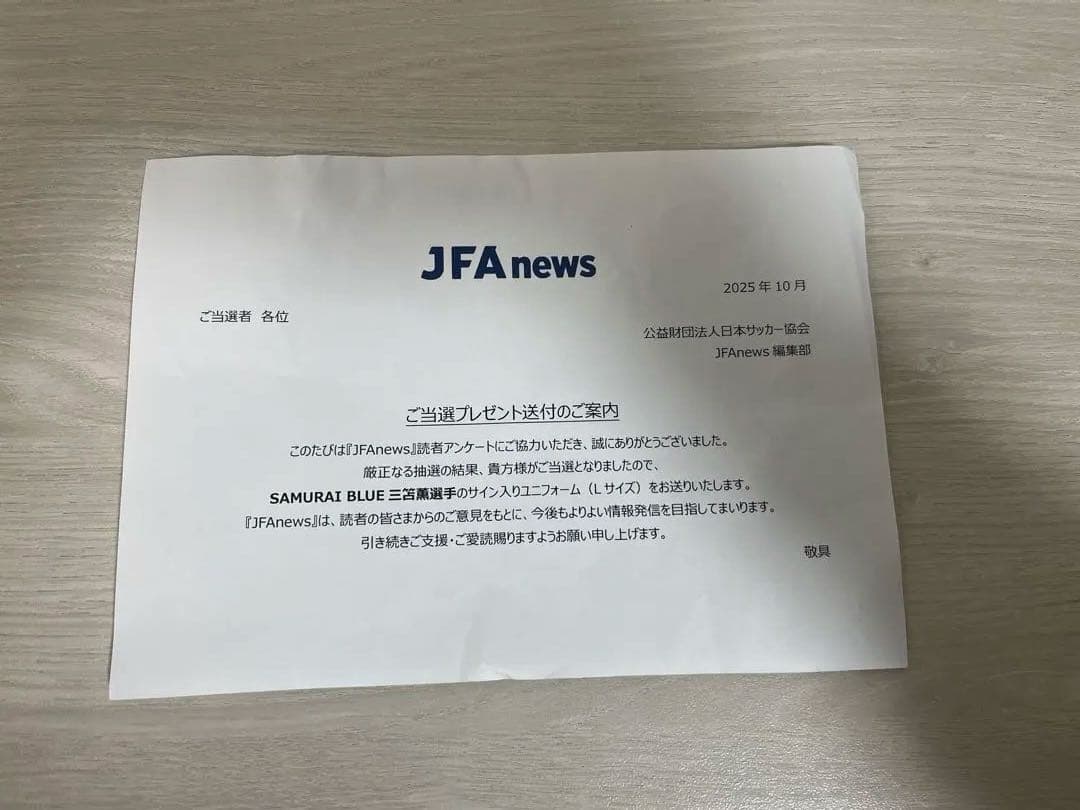 JFAnews
2025 年 10 月
ご当選者 各位
公益財団法人日本サッカー協会
JFAnews 編集部
ご当選プレゼント送付のご案内
このたびは『JFAnews』読者アンケートにご協力いただき、誠にありがとうございました。
厳正なる抽選の結果、貴方様がご当選となりましたので、
SAMURAI BLUE 三笘薫選手のサイン入りユニフォーム（L サイズ）をお送りいたします。
『JFAnews』は、読者の皆さまからのご意見をもとに、今後もよりよい情報発信を目指してまいります。
引き続きご支援・ご愛読賜りますようお願い申し上げます。
敬具